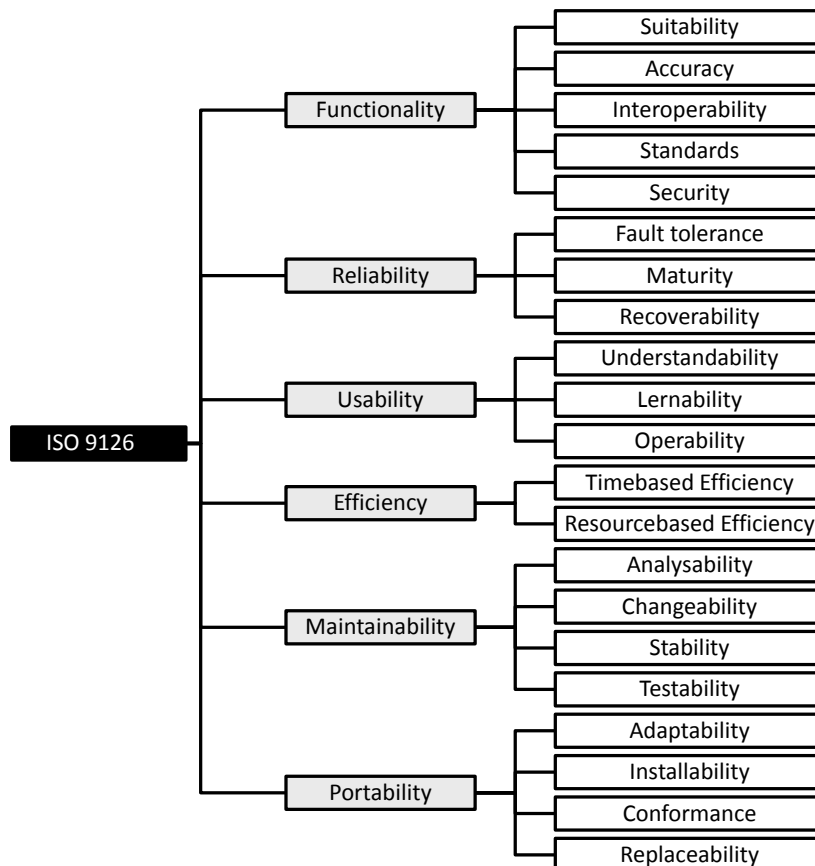 ISO 9126
Functionality
Suitability
Accuracy
Interoperability
Standards
Security
Reliability
Fault tolerance
Maturity
Recoverability
Usability
Understandability
Lernability
Operability
Efficiency
Timebased Efficiency
Resourcebased Efficiency
Maintainability
Analysability
Changeability
Stability
Testability
Portability
Adaptability
Installability
Conformance
Replaceability